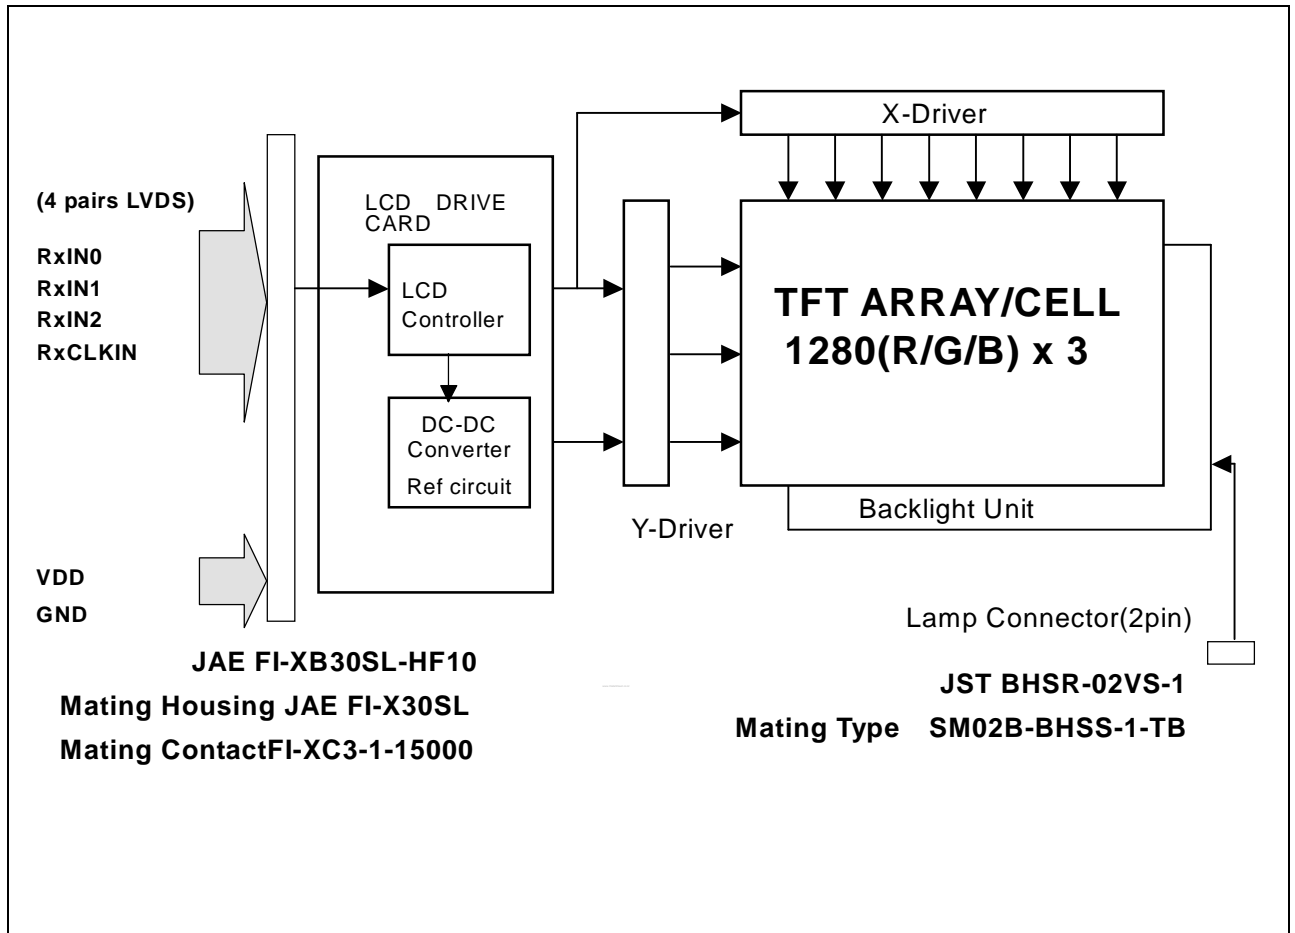 X-Driver
(4 pairs LVDS)
RxIN0
RxIN1
RxIN2
RxCLKIN
LCD DRIVE
CARD
LCD
Controller
DC-DC
Converter
Ref circuit
TFT ARRAY/CELL
1280(R/G/B) x 3
Y-Driver
Backlight Unit
VDD
GND
Lamp Connector(2pin)
JAE FI-XB30SL-HF10
Mating Housing JAE FI-X30SL
Mating ContactFI-XC3-1-15000
JST BHSR-02VS-1
Mating Type SM02B-BHSS-1-TB